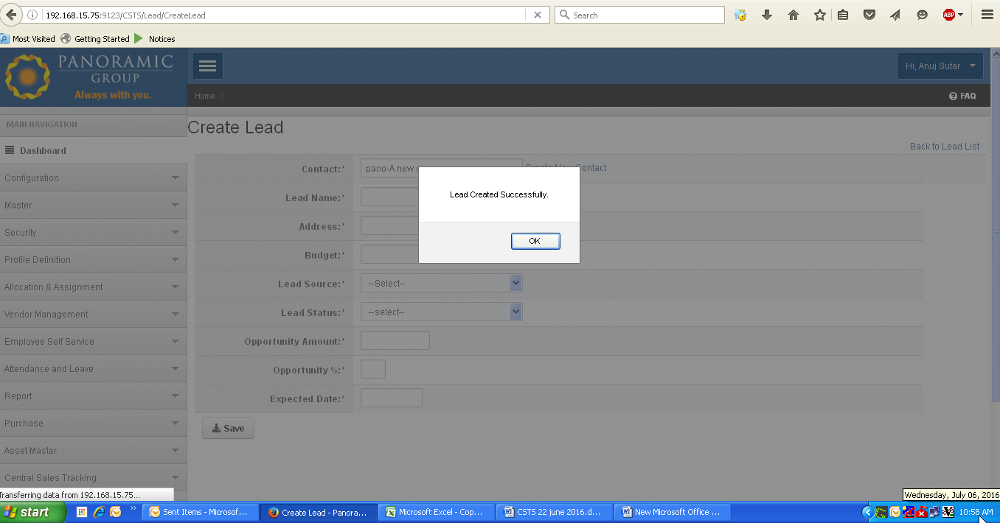 192.168.15.75:9123/CSTS/Lead/CreateLead
Search
ABP
Most Visited
Getting Started
Notices
PANORAMIC
GROUP
Always with you.
Hi, Anuj Sutar
Home /
FAQ
MAIN NAVIGATION
Create Lead
Dashboard
Back to Lead List
Configuration
Master
Security
Profile Definition
Allocation & Assignment
Vendor Management
Employee Self Service
Attendance and Leave
Report
Purchase
Asset Master
Central Sales Tracking
Contact:*
pano-A new
Create New Contact
Lead Name:*
Address:*
Budget:*
Lead Source:*
--Select--
Lead Status:*
--select--
Opportunity Amount:*
Opportunity %:*
Expected Date:*
Save
Lead Created Successfully.
OK
Transferring data from 192.168.15.75...
Wednesday, July 06, 2016
start
Sent Items - Microsof...
Create Lead - Panora...
Microsoft Excel - Cop...
CSTS 22 june 2016.d...
New Microsoft Office ...
10:58 AM